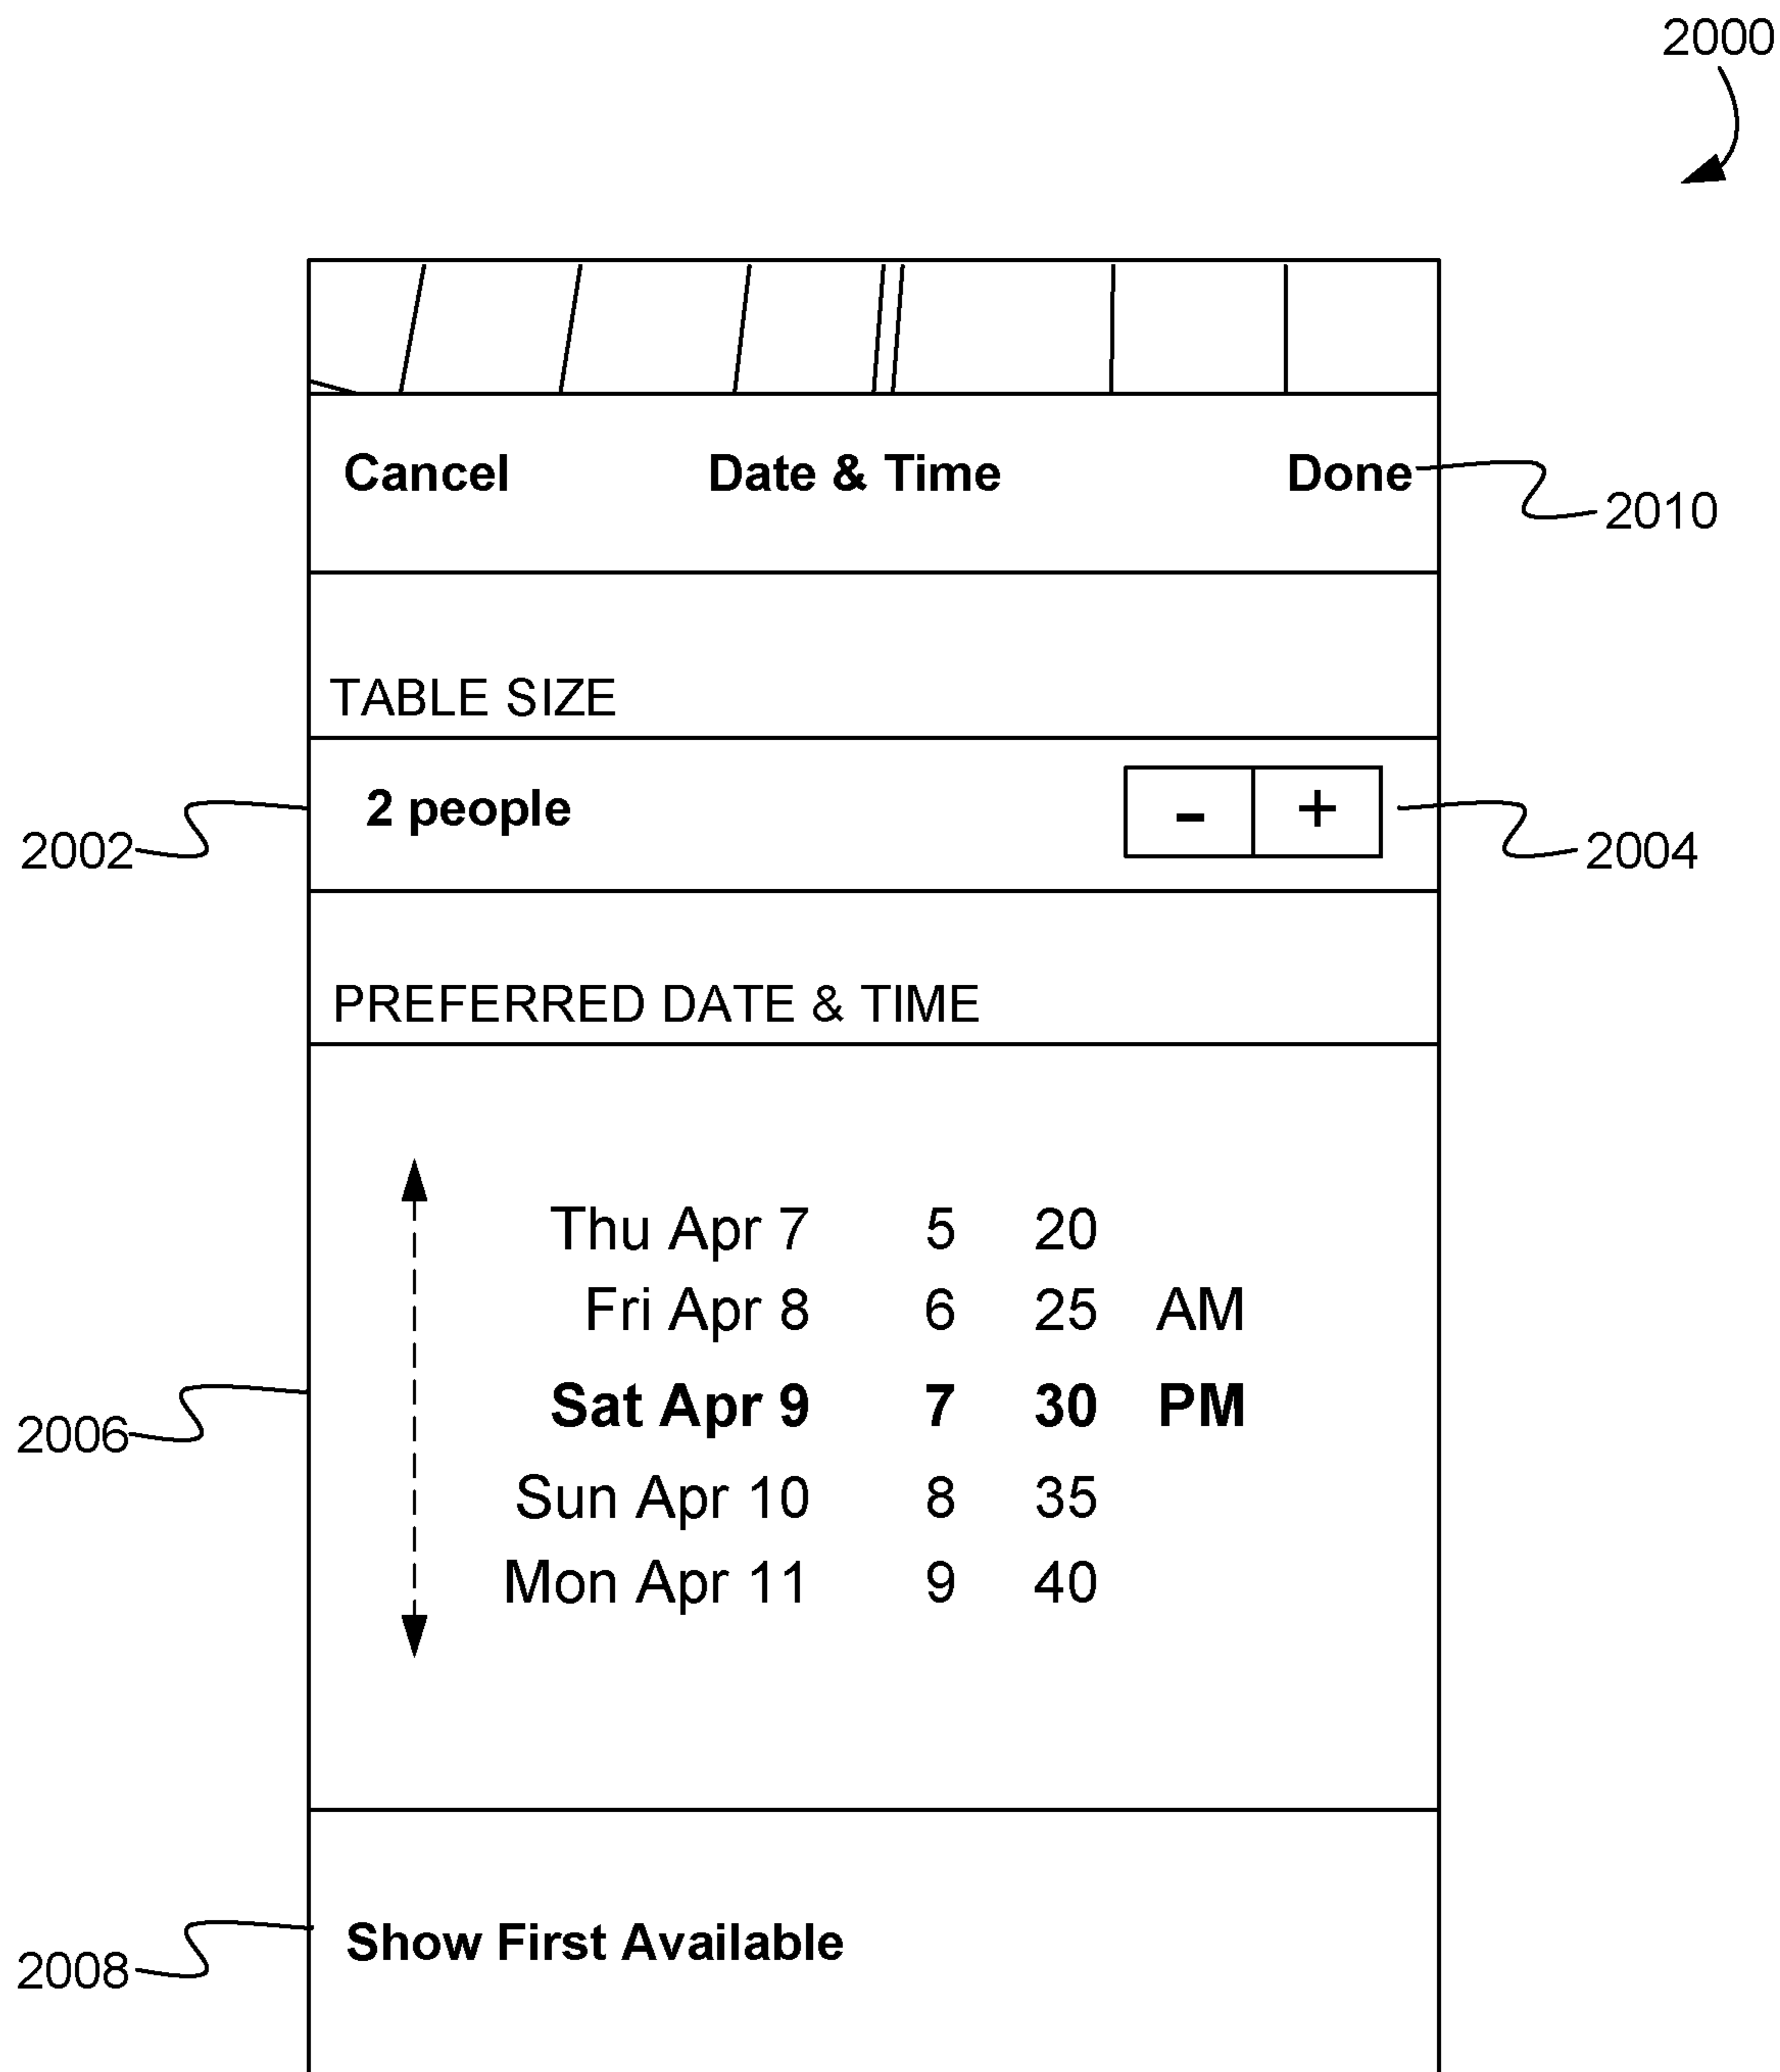 2000
Cancel Date & Time Done
2010
TABLE SIZE
2 people - +
2002
2004
PREFERRED DATE & TIME
Thu Apr 7 5 20
Fri Apr 8 6 25 AM
Sat Apr 9 7 30 PM
2006
Sun Apr 10 8 35
Mon Apr 11 9 40
Show First Available
2008